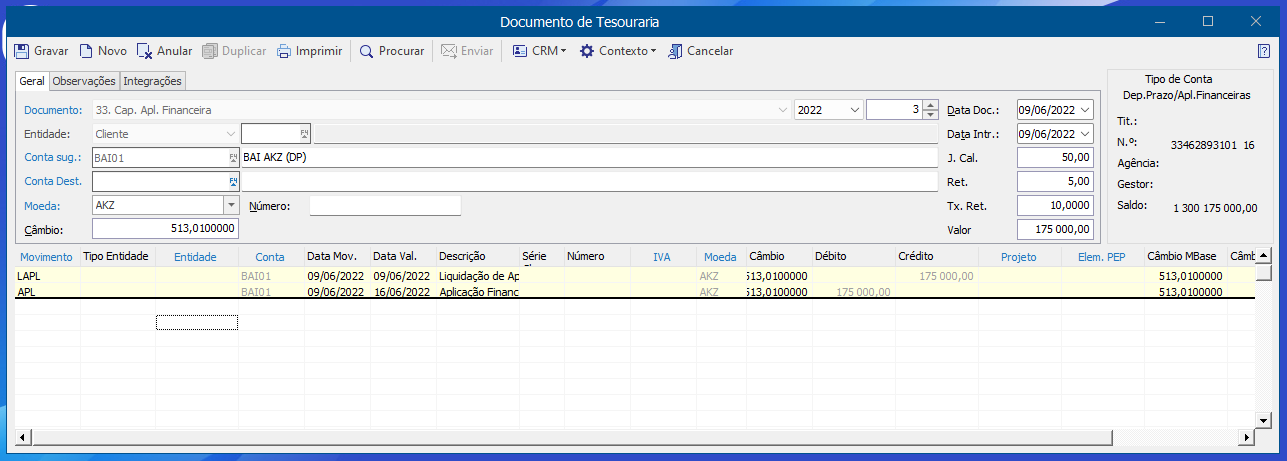 Documento de Tesouraria
Gravar Novo Anular Duplicar Imprimir Procurar Enviar CRM Contexto Cancelar
Geral Observações Integrações
Documento: 33. Cap. Apl. Financeira 2022 3 Data Doc.: 09/06/2022
Entidade: Cliente F4 Data Intr.: 09/06/2022
Conta sug.: BAI01 F4 BAI AKZ (DP) J. Cal. 50,00
Conta Dest. F4 Ret. 5,00
Moeda: AKZ Número: Tx. Ret. 10,0000
Câmbio: 513,0100000 Valor 175 000,00
Tipo de Conta
Dep.Prazo/Apl.Financeiras
Tit.:
N.º: 33462893101 16
Agência:
Gestor:
Saldo: 1 300 175 000,00
Movimento Tipo Entidade Entidade Conta Data Mov. Data Val. Descrição Série Número IVA Moeda Câmbio Débito Crédito Projeto Elem. PEP Câmbio MBase Câmb
LAPL BAI01 09/06/2022 09/06/2022 Liquidação de Ap AKZ 513,0100000 175 000,00 513,0100000
APL BAI01 09/06/2022 16/06/2022 Aplicação Financ AKZ 513,0100000 175 000,00 513,0100000